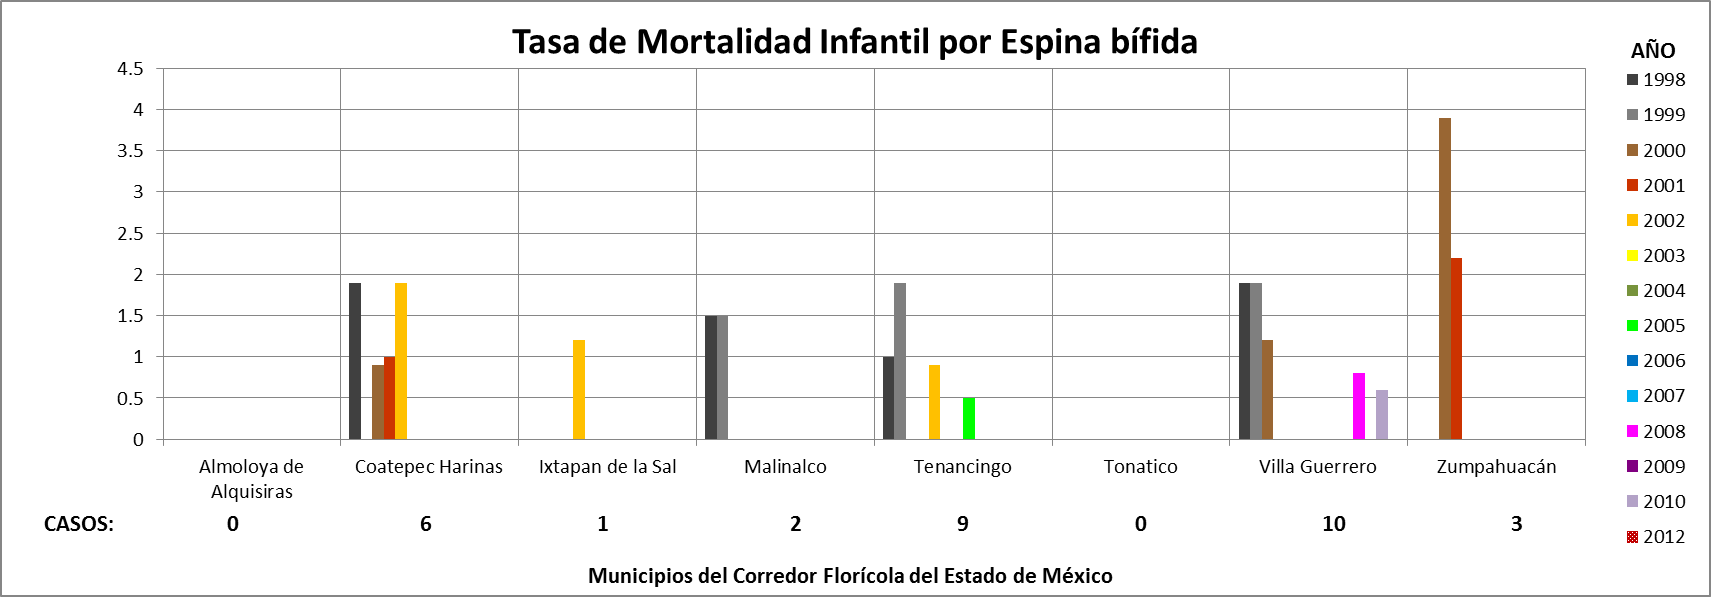 Tasa de Mortalidad Infantil por Espina bífida
4.5
4
3.5
3
2.5
2
1.5
1
0.5
0
Almoloya de
Alquisiras
Coatepec Harinas
Ixtapan de la Sal
Malinalco
Tenancingo
Tonatico
Villa Guerrero
Zumpahuacán
CASOS: 0 6 1 2 9 0 10 3
Municipios del Corredor Florícola del Estado de México
AÑO
1998
1999
2000
2001
2002
2003
2004
2005
2006
2007
2008
2009
2010
2012